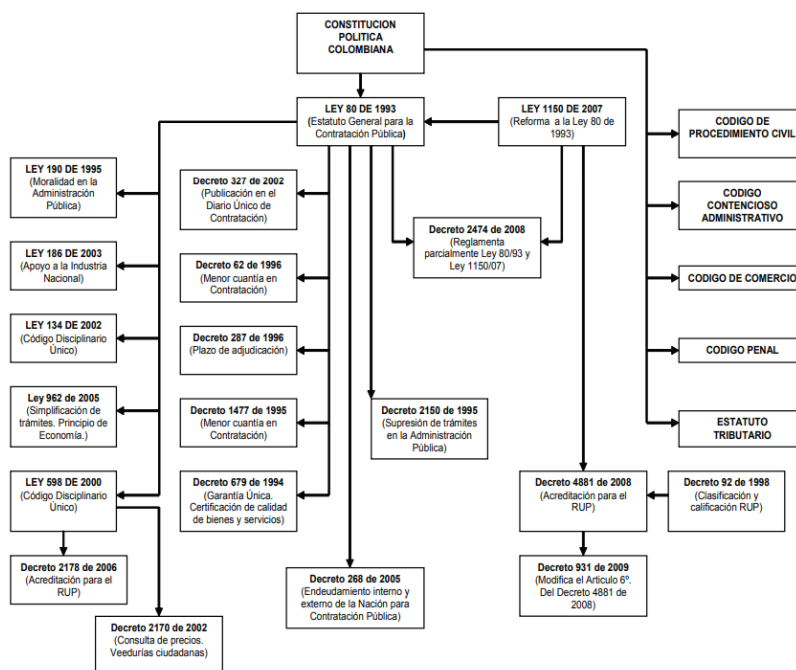 CONSTITUCION
POLITICA
COLOMBIANA
LEY 80 DE 1993
(Estatuto General para la
Contratación Pública)
LEY 1150 DE 2007
(Reforma a la Ley 80 de
1993)
CODIGO DE
PROCEDIMIENTO CIVIL
LEY 190 DE 1995
(Moralidad en la
Administración
Pública)
Decreto 327 de 2002
(Publicación en el
Diario Único de
Contratación)
CODIGO
CONTENCIOSO
ADMINISTRATIVO
Decreto 2474 de 2008
(Reglamenta
parcialmente Ley 80/93 y
Ley 1150/07)
LEY 186 DE 2003
(Apoyo a la Industria
Nacional)
Decreto 62 de 1996
(Menor cuantía en
Contratación)
CODIGO DE COMERCIO
LEY 134 DE 2002
(Código Disciplinario
Único)
Decreto 287 de 1996
(Plazo de adjudicación)
CODIGO PENAL
Ley 962 de 2005
(Simplificación de
trámites. Principio de
Economía.)
Decreto 1477 de 1995
(Menor cuantía en
Contratación)
Decreto 2150 de 1995
(Supresión de trámites
en la Administración
Pública)
ESTATUTO
TRIBUTARIO
LEY 598 DE 2000
(Código Disciplinario
Único)
Decreto 679 de 1994
(Garantía Única.
Certificación de calidad
de bienes y servicios)
Decreto 4881 de 2008
(Acreditación para el
RUP)
Decreto 92 de 1998
(Clasificación y
calificación RUP)
Decreto 2178 de 2006
(Acreditación para el
RUP)
Decreto 268 de 2005
(Endeudamiento interno y
externo de la Nación para
Contratación Pública)
Decreto 931 de 2009
(Modifica el Articulo 6º.
Del Decreto 4881 de
2008)
Decreto 2170 de 2002
(Consulta de precios.
Veedurías ciudadanas)